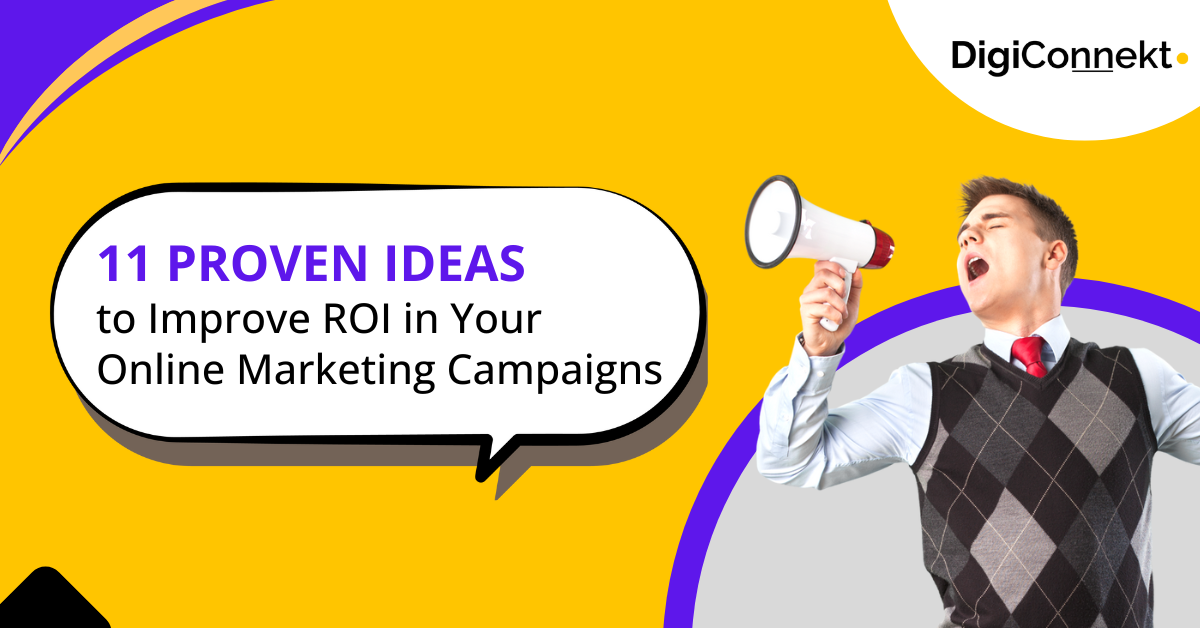 DigiConnekt
11 PROVEN IDEAS
to Improve ROI in Your
Online Marketing Campaigns